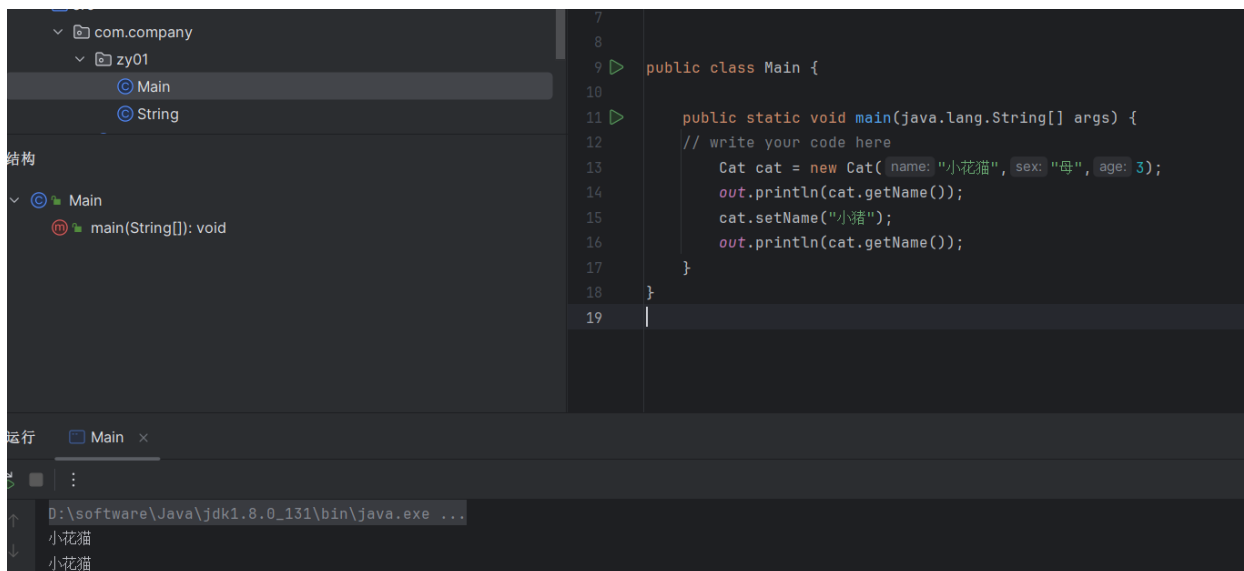 com.company
zy01
Main
String
结构
Main
main(String[]): void
7
8
9 public class Main {
10
11 public static void main(java.lang.String[] args) {
12 // write your code here
13 Cat cat = new Cat( name: "小花猫", sex: "母", age: 3);
14 out.println(cat.getName());
15 cat.setName("小猪");
16 out.println(cat.getName());
17 }
18 }
19
运行 Main
D:\software\Java\jdk1.8.0_131\bin\java.exe ...
小花猫
小花猫